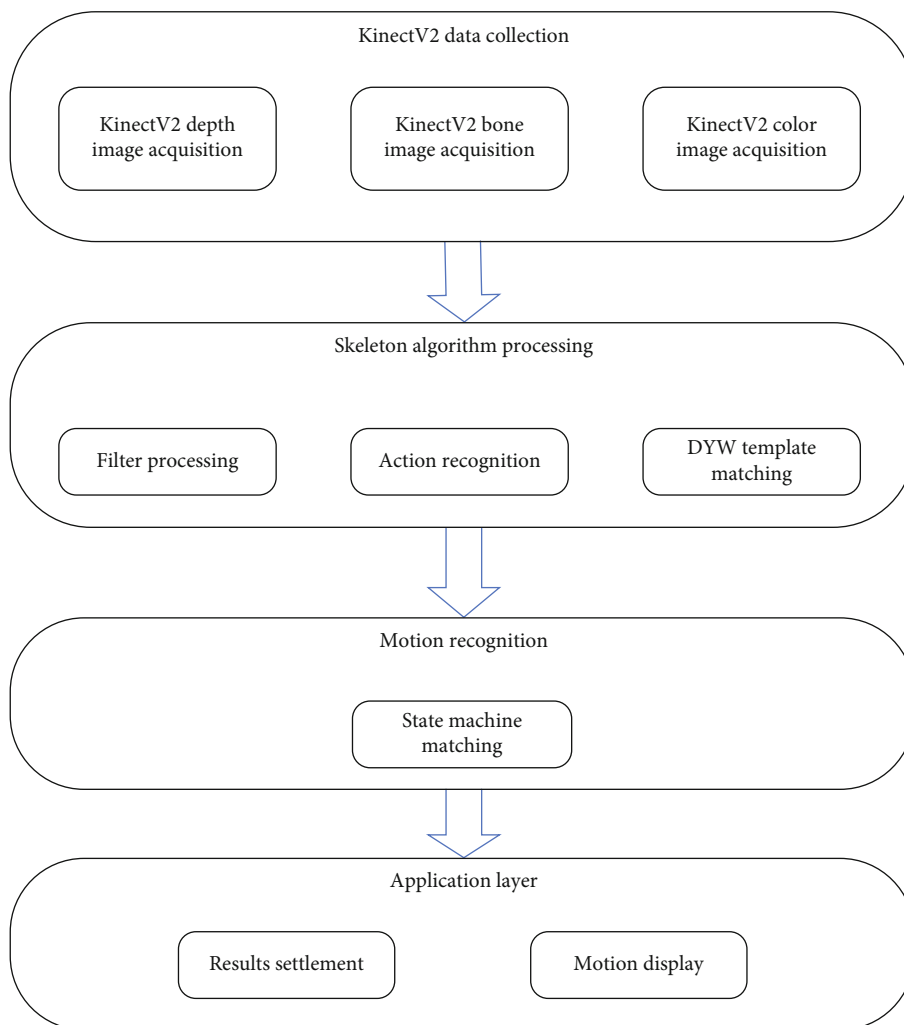 KinectV2 data collection
KinectV2 depth
image acquisition
KinectV2 bone
image acquisition
KinectV2 color
image acquisition
Skeleton algorithm processing
Filter processing
Action recognition
DYW template
matching
Motion recognition
State machine
matching
Application layer
Results settlement
Motion display